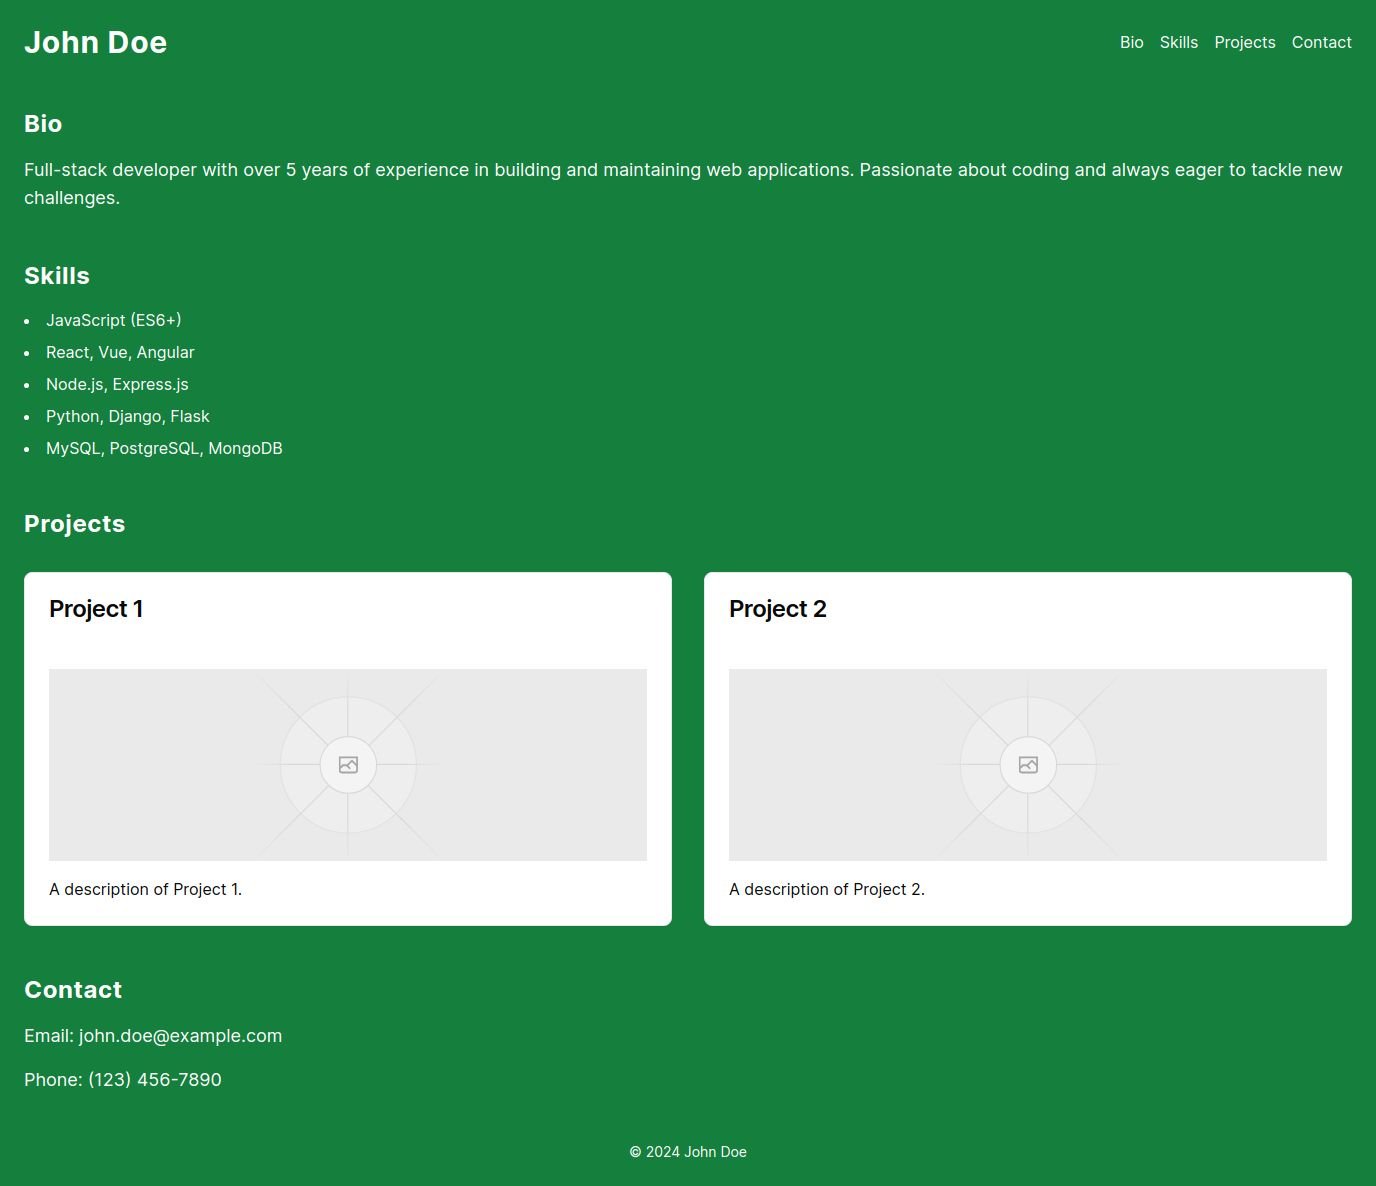 John Doe
Bio Skills Projects Contact
Bio
Full-stack developer with over 5 years of experience in building and maintaining web applications. Passionate about coding and always eager to tackle new
challenges.
Skills
• JavaScript (ES6+)
• React, Vue, Angular
• Node.js, Express.js
• Python, Django, Flask
• MySQL, PostgreSQL, MongoDB
Projects
Project 1
A description of Project 1.
Project 2
A description of Project 2.
Contact
Email: john.doe@example.com
Phone: (123) 456-7890
© 2024 John Doe